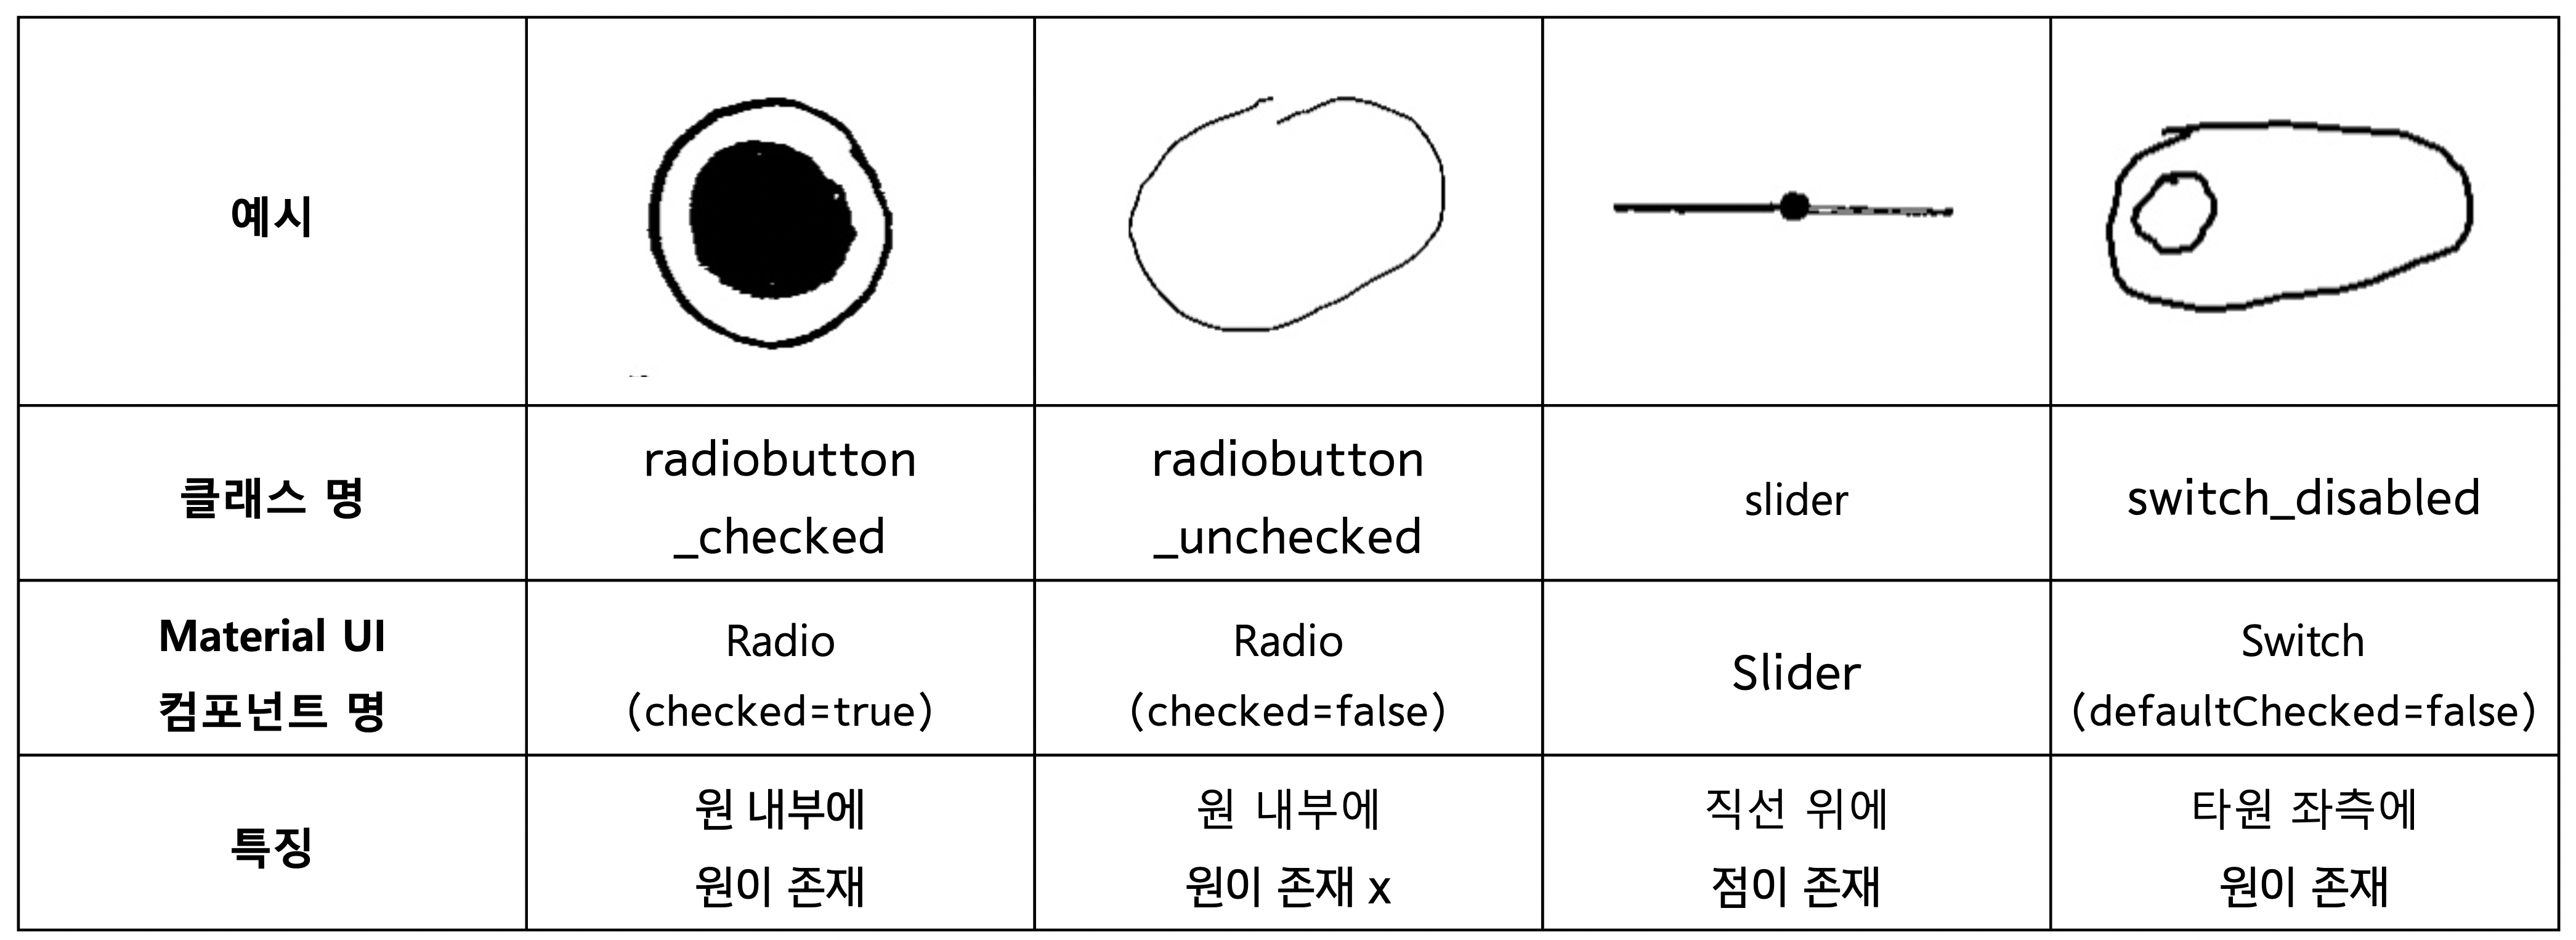 예시
클래스 명
radiobutton
_checked
radiobutton
_unchecked
slider
switch_disabled
Material UI
컴포넌트 명
Radio
(checked=true)
Radio
(checked=false)
Slider
Switch
(defaultChecked=false)
특징
원 내부에
원이 존재
원 내부에
원이 존재 x
직선 위에
점이 존재
타원 좌측에
원이 존재